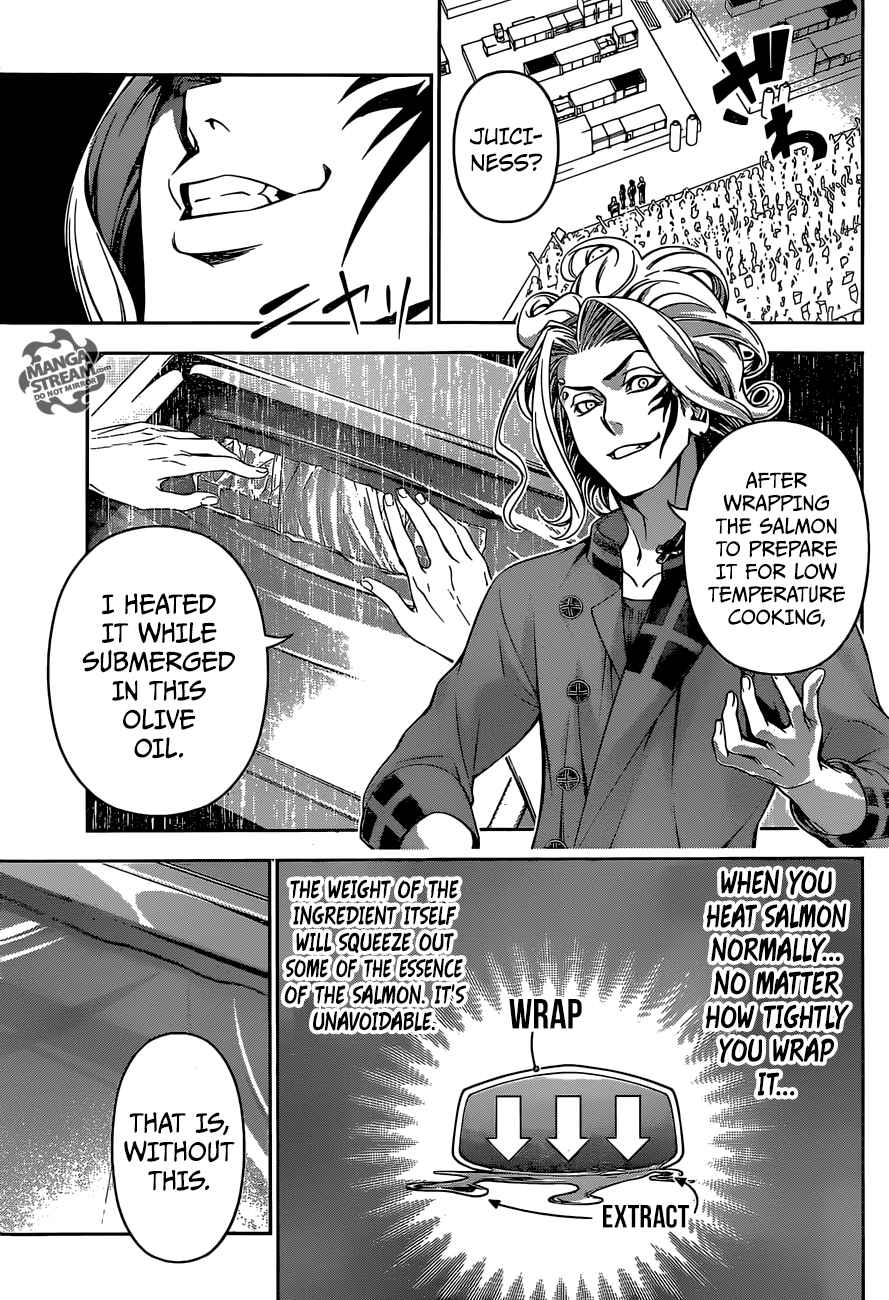 JUICI-
NESS?
ざわ
ニヤッ
MANGA
STREAM
DO NOT MIRROR
AFTER
WRAPPING
THE SALMON
TO PREPARE
IT FOR LOW
TEMPERATURE
COOKING,
I HEATED
IT WHILE
SUBMERGED
IN THIS
OLIVE
OIL.
WHEN YOU
HEAT SALMON
NORMALLY...
NO MATTER
HOW TIGHTLY
YOU WRAP
IT...
THE WEIGHT OF THE
INGREDIENT ITSELF
WILL SQUEEZE OUT
SOME OF THE ESSENCE
OF THE SALMON. IT'S
UNAVOIDABLE.
WRAP
EXTRACT
THAT IS,
WITHOUT
THIS.